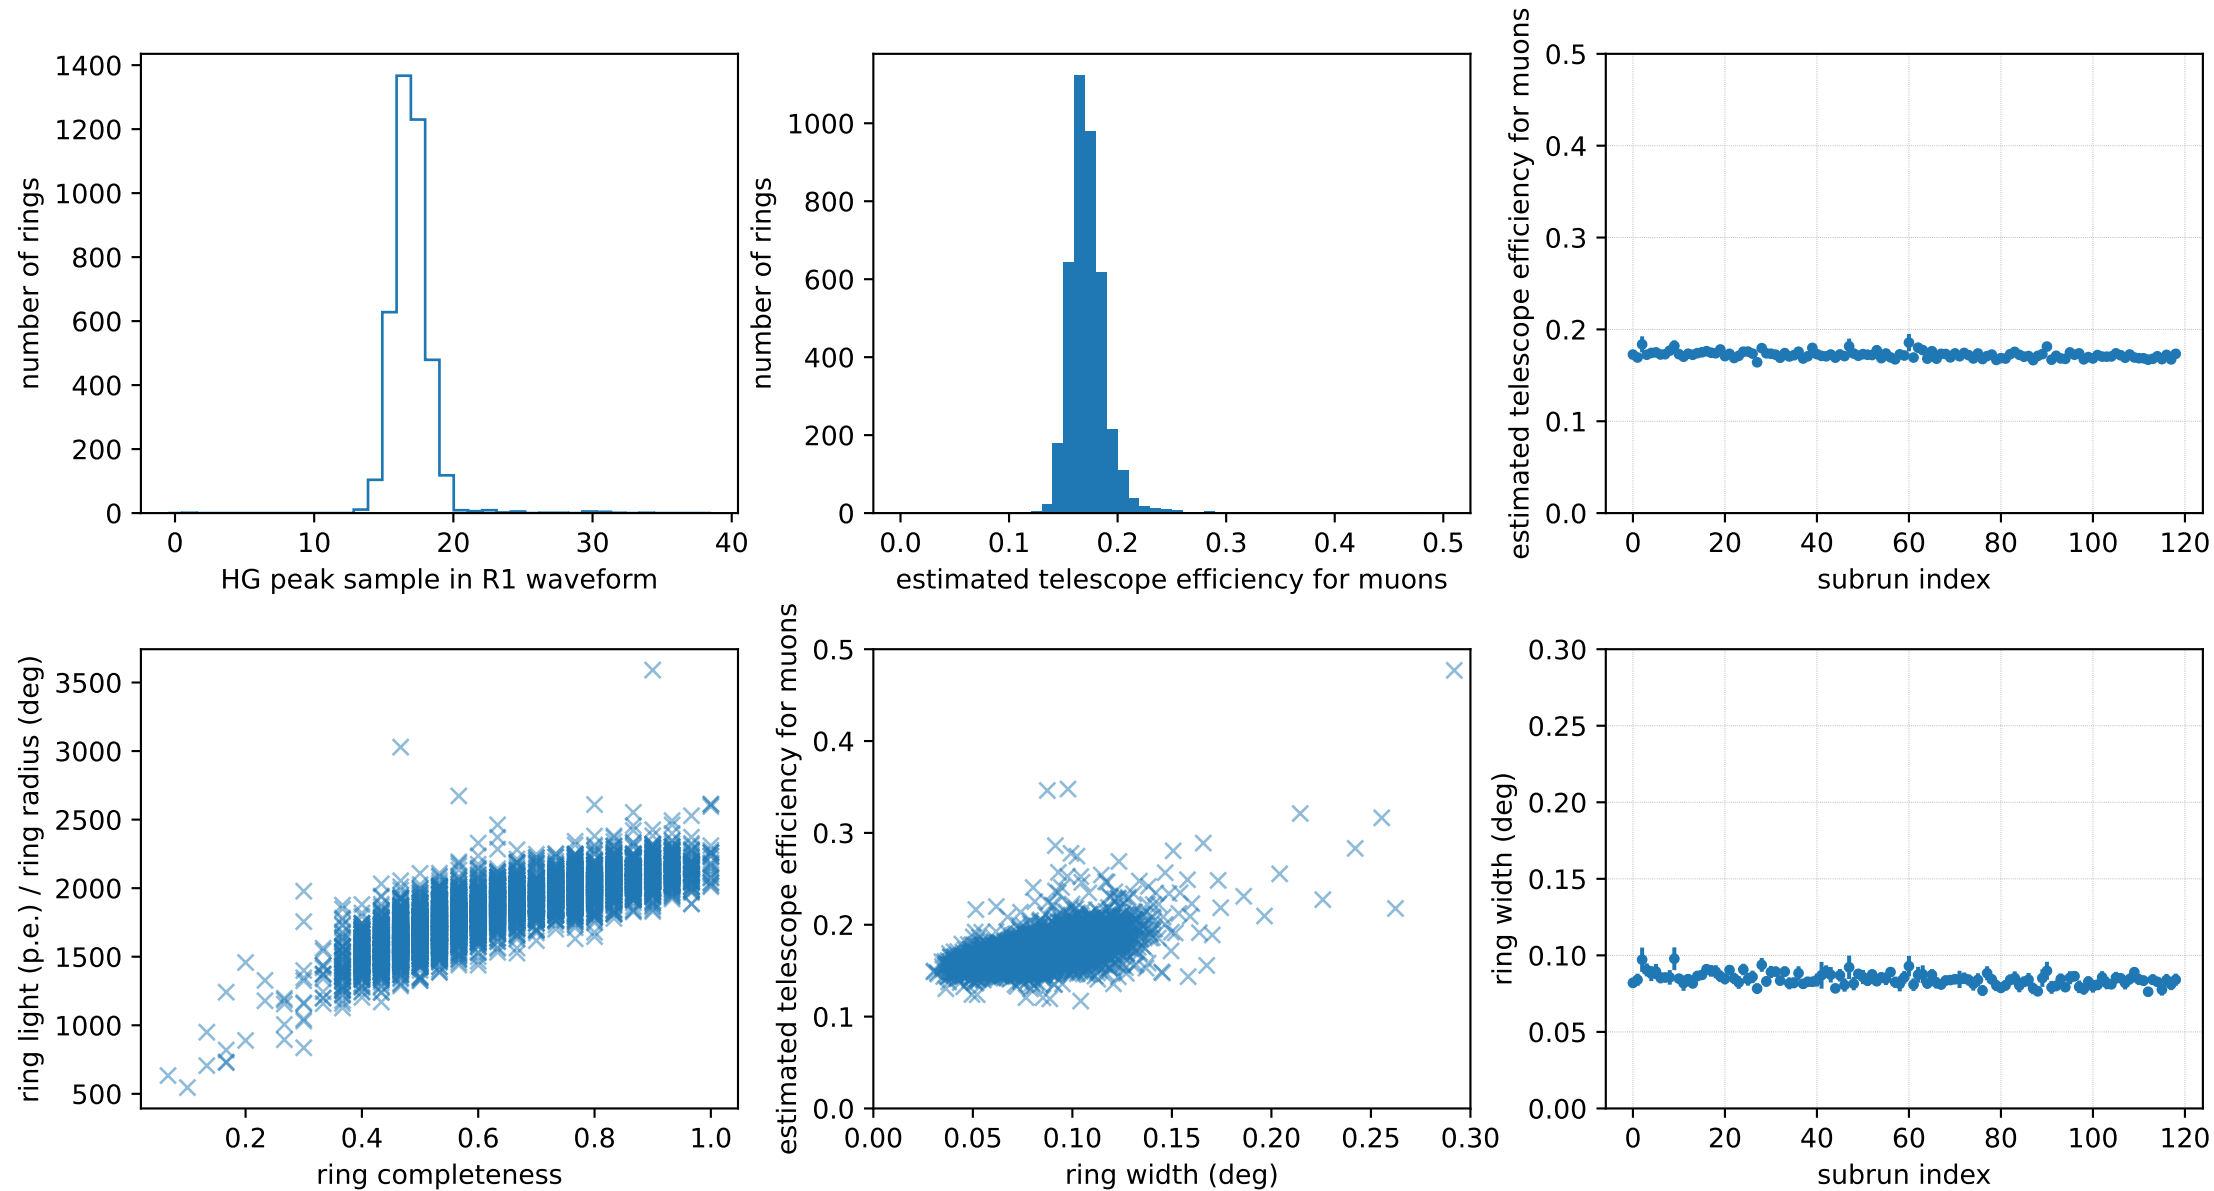 number of rings
1400
1200
1000
800
600
400
200
0
0 10 20 30 40
HG peak sample in R1 waveform
number of rings
1000
800
600
400
200
0
0.0 0.1 0.2 0.3 0.4 0.5
estimated telescope efficiency for muons
estimated telescope efficiency for muons
0.5
0.4
0.3
0.2
0.1
0.0
0 20 40 60 80 100 120
subrun index
ring light (p.e.) / ring radius (deg)
3500
3000
2500
2000
1500
1000
500
0.2 0.4 0.6 0.8 1.0
ring completeness
estimated telescope efficiency for muons
0.5
0.4
0.3
0.2
0.1
0.0
0.00 0.05 0.10 0.15 0.20 0.25 0.30
ring width (deg)
ring width (deg)
0.30
0.25
0.20
0.15
0.10
0.05
0.00
0 20 40 60 80 100 120
subrun index